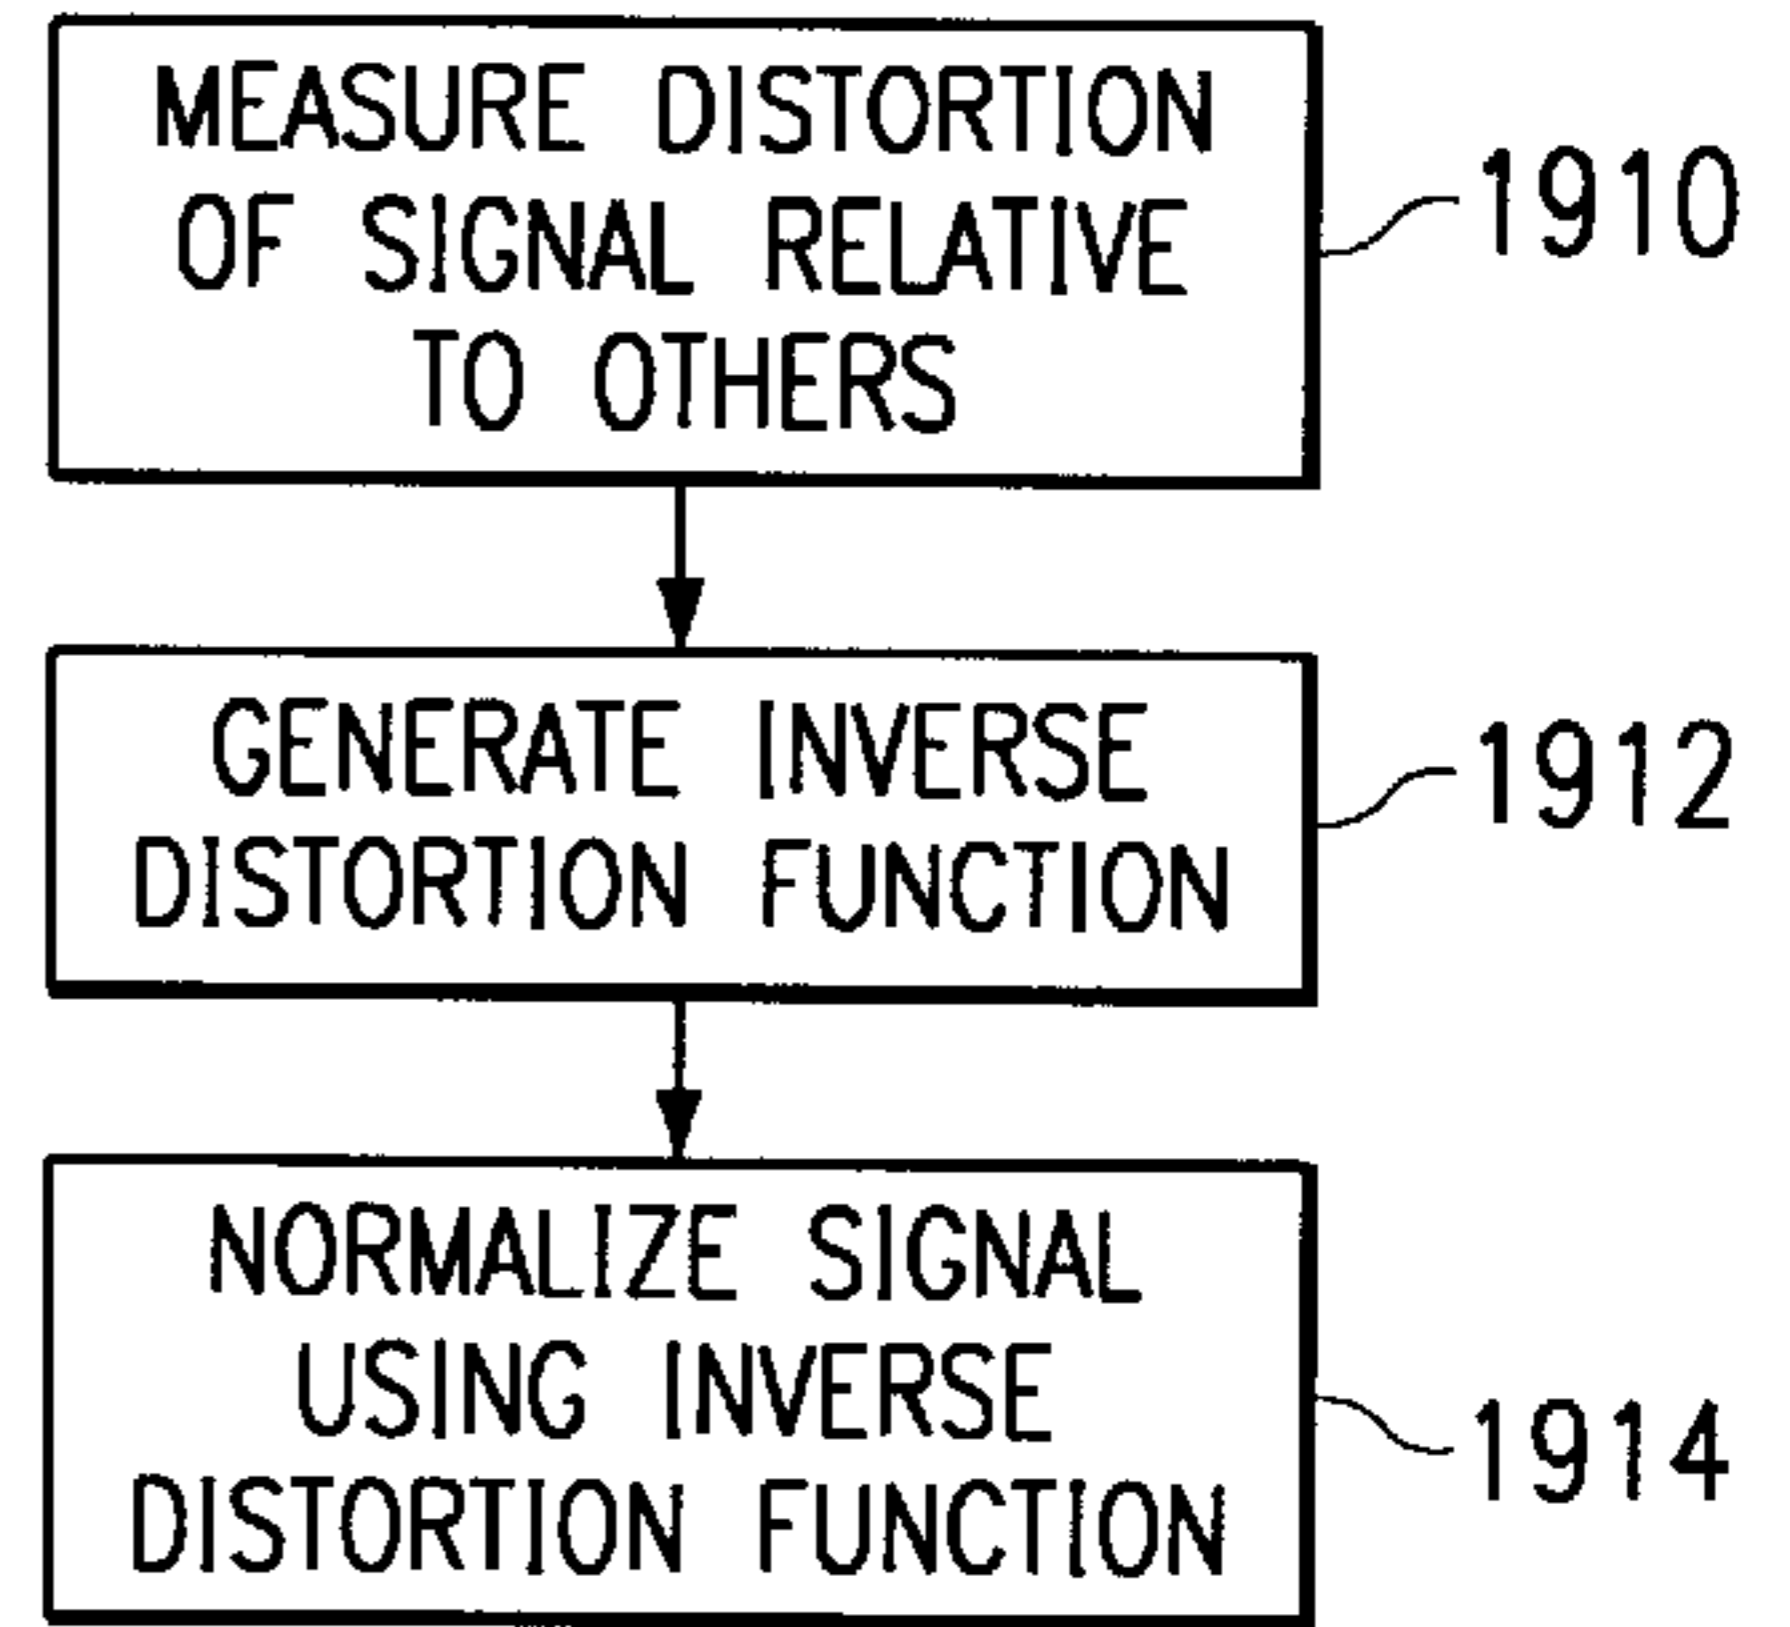 MEASURE DISTORTION
OF SIGNAL RELATIVE
TO OTHERS
1910
GENERATE INVERSE
DISTORTION FUNCTION
1912
NORMALIZE SIGNAL
USING INVERSE
DISTORTION FUNCTION
1914